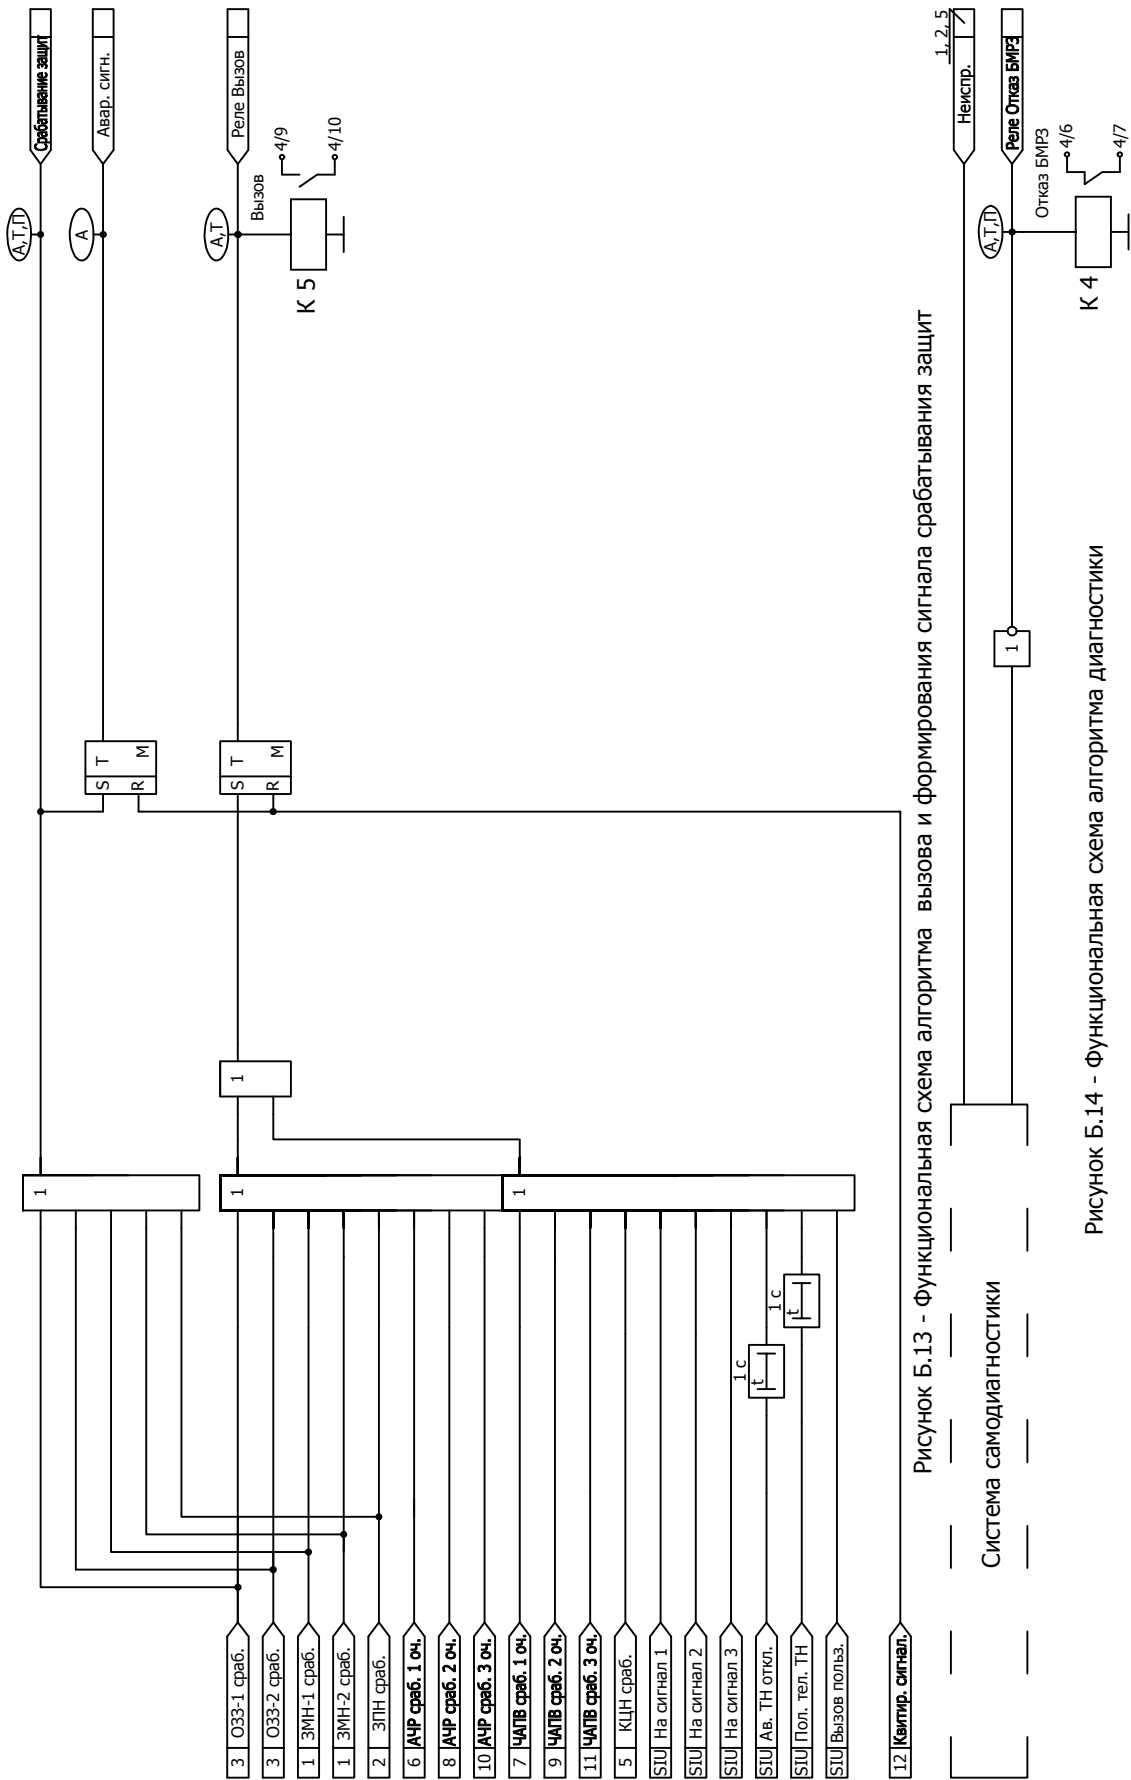 Срабатывание защит
А,Т,П
Авар. сигн.
А
Реле Вызов
А,Т
Вызов
4/9
4/10
К 5
S T
R M
S T
R M
1
1
1
1
3 ОЗЗ-1 сраб.
3 ОЗЗ-2 сраб.
1 ЗМН-1 сраб.
1 ЗМН-2 сраб.
2 ЗПН сраб.
6 АЧР сраб. 1 оч.
8 АЧР сраб. 2 оч.
10 АЧР сраб. 3 оч.
7 ЧАПВ сраб. 1 оч.
9 ЧАПВ сраб. 2 оч.
11 ЧАПВ сраб. 3 оч.
5 КЦН сраб.
SIU На сигнал 1
SIU На сигнал 2
SIU На сигнал 3
SIU Ав. ТН откл.
1 с
t
SIU Пол. тел. ТН
1 с
t
SIU Вызов польз.
12 Квитир. сигнал.
Рисунок Б.13 - Функциональная схема алгоритма вызова и формирования сигнала срабатывания защит
1, 2, 5
Неиспр.
Реле Отказ БМРЗ
А,Т,П
Отказ БМРЗ
4/6
4/7
К 4
1
Система самодиагностики
Рисунок Б.14 - Функциональная схема алгоритма диагностики